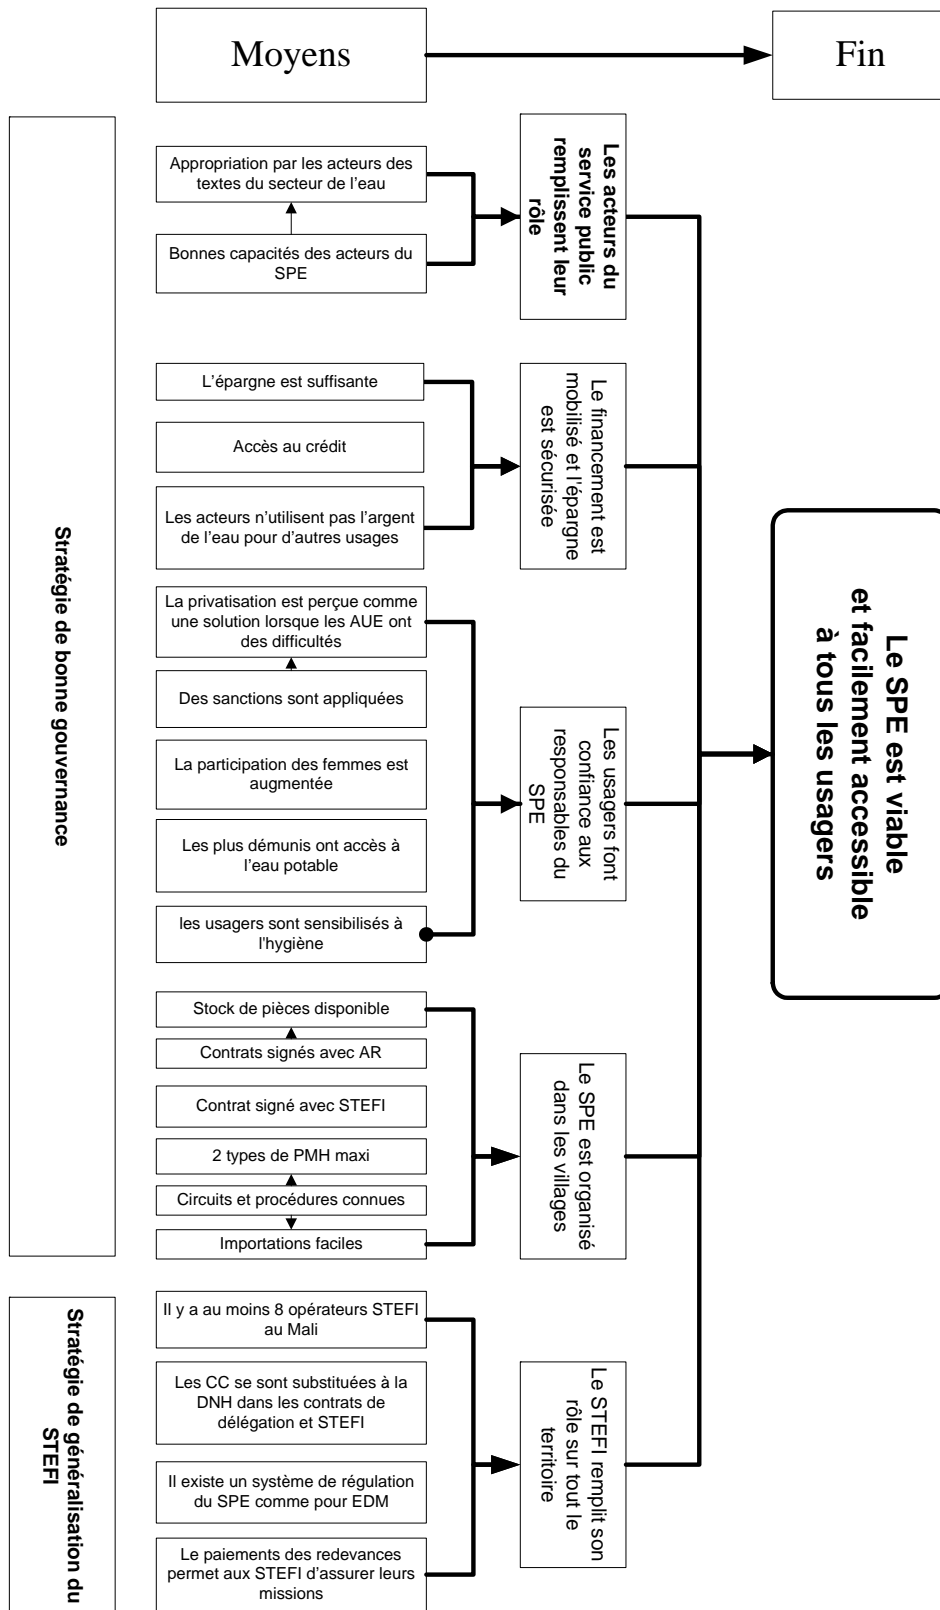 Moyens
Fin
Stratégie de bonne gouvernance
Appropriation par les acteurs des
textes du secteur de l'eau
Bonnes capacités des acteurs du
SPE
Les acteurs du
service public
remplissent leur
rôle
L'épargne est suffisante
Accès au crédit
Les acteurs n'utilisent pas l'argent
de l'eau pour d'autres usages
Le financement est
mobilisé et l'épargne
est sécurisée
La privatisation est perçue comme
une solution lorsque les AUE ont
des difficultés
Des sanctions sont appliquées
La participation des femmes est
augmentée
Les plus démunis ont accès à
l'eau potable
les usagers sont sensibilisés à
l'hygiène
Les usagers font
confiance aux
responsables du
SPE
Le SPE est viable
et facilement accessible
à tous les usagers
Stock de pièces disponible
Contrats signés avec AR
Contrat signé avec STEFI
2 types de PMH maxi
Circuits et procédures connues
Importations faciles
Le SPE est organisé
dans les villages
Stratégie de généralisation du
STEFI
Il y a au moins 8 opérateurs STEFI
au Mali
Les CC se sont substituées à la
DNH dans les contrats de
délégation et STEFI
Il existe un système de régulation
du SPE comme pour EDM
Le paiements des redevances
permet aux STEFI d'assurer leurs
missions
Le STEFI remplit son
rôle sur tout le
territoire